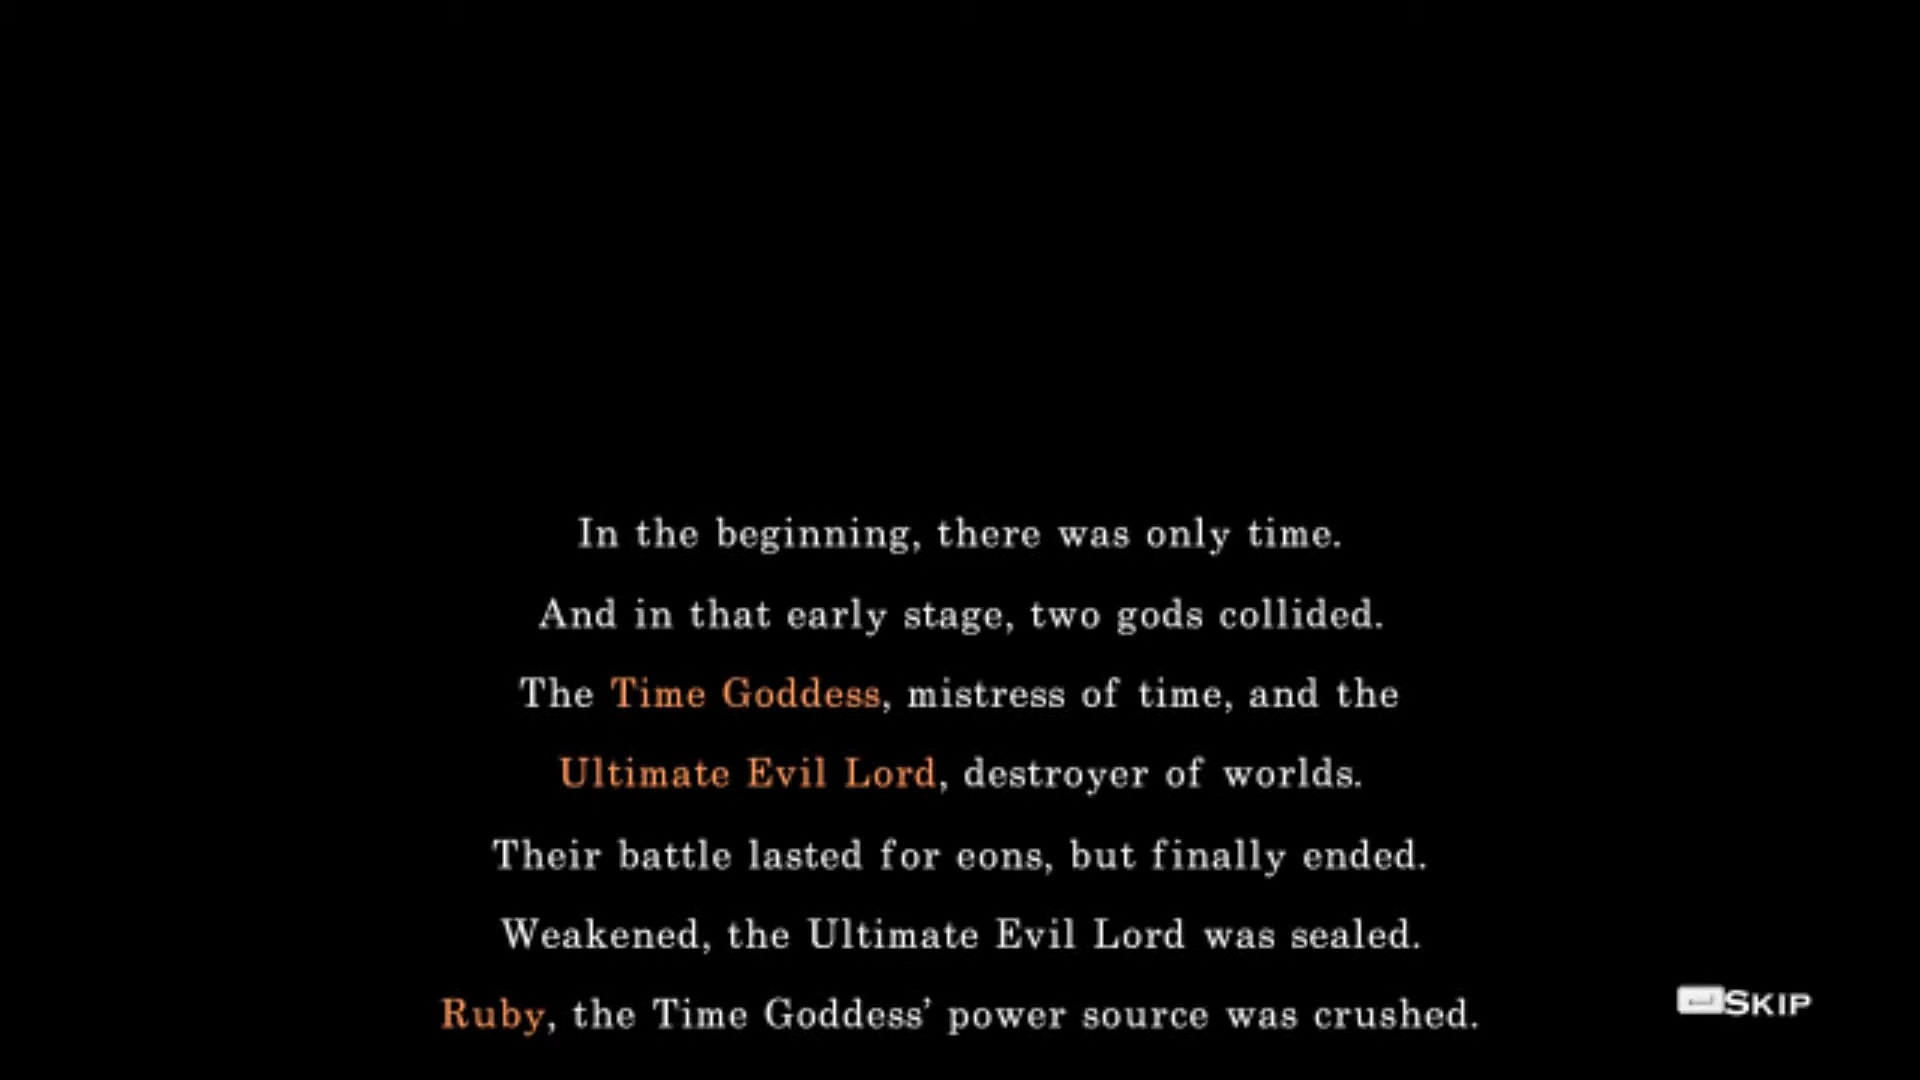 In the beginning, there was only time.
And in that early stage, two gods collided.
The Time Goddess, mistress of time, and the
Ultimate Evil Lord, destroyer of worlds.
Their battle lasted for eons, but finally ended.
Weakened, the Ultimate Evil Lord was sealed.
Ruby, the Time Goddess’ power source was crushed.
SKIP